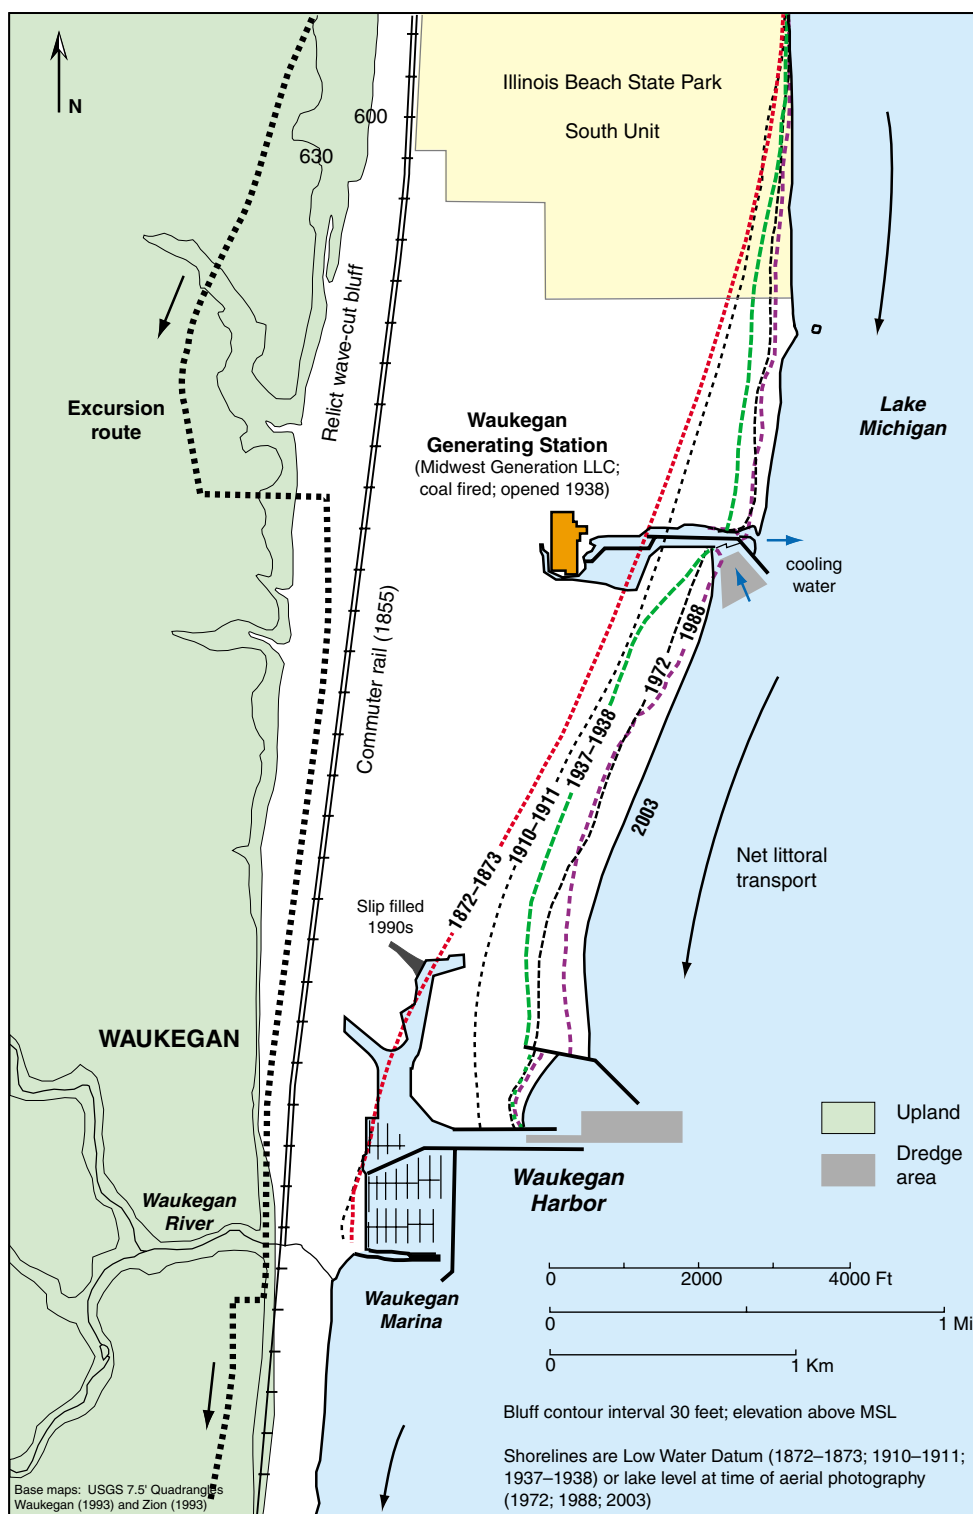 N
Illinois Beach State Park
South Unit
600
630
Relict wave-cut bluff
Excursion
route
Waukegan
Generating Station
(Midwest Generation LLC;
coal fired; opened 1938)
Lake
Michigan
cooling
water
Commuter rail (1855)
1988
1972
1937–1938
1910–1911
1872–1873
2003
Net littoral
transport
Slip filled
1990s
WAUKEGAN
Upland
Dredge
area
Waukegan
River
Waukegan
Harbor
Waukegan
Marina
0 2000 4000 Ft
0 1 Mi
0 1 Km
Bluff contour interval 30 feet; elevation above MSL
Shorelines are Low Water Datum (1872–1873; 1910–1911;
1937–1938) or lake level at time of aerial photography
(1972; 1988; 2003)
Base maps: USGS 7.5' Quadrangles
Waukegan (1993) and Zion (1993)